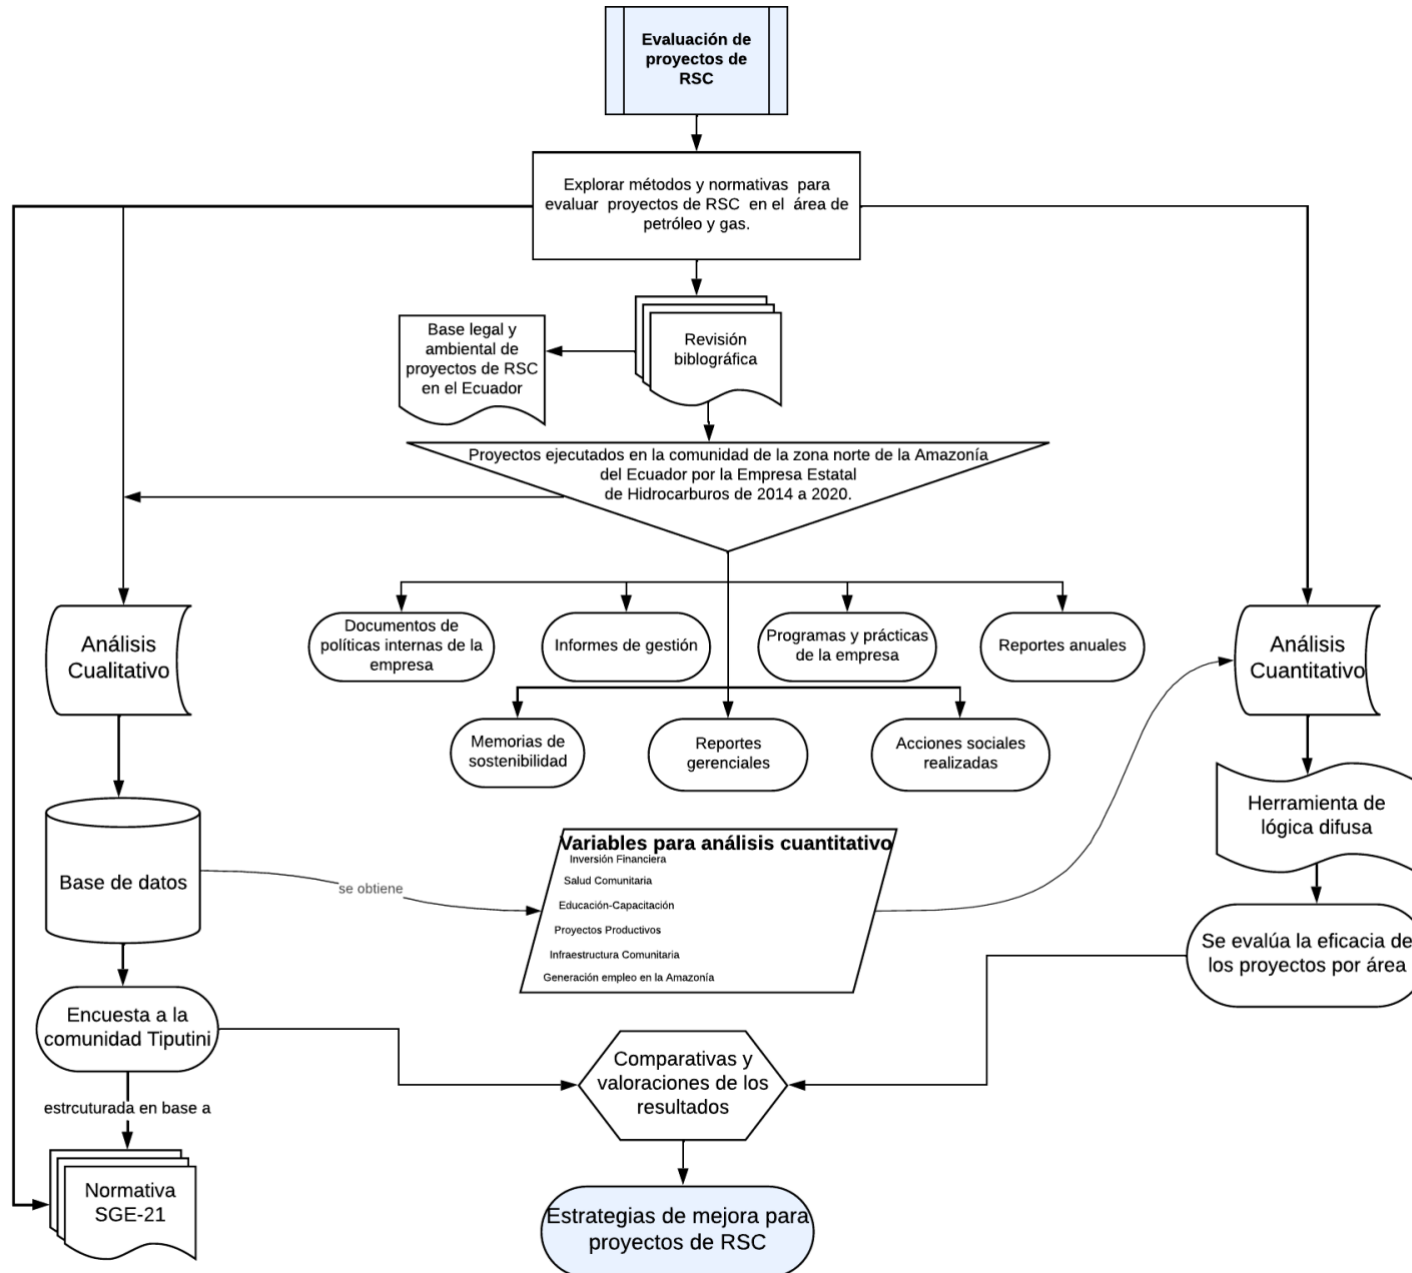 Evaluación de
proyectos de
RSC
Explorar métodos y normativas para
evaluar proyectos de RSC en el área de
petróleo y gas.
Base legal y
ambiental de
proyectos de RSC
en el Ecuador
Revisión
biblográfica
Proyectos ejecutados en la comunidad de la zona norte de la Amazonía
del Ecuador por la Empresa Estatal
de Hidrocarburos de 2014 a 2020.
Documentos de
políticas internas de la
empresa
Informes de gestión
Programas y prácticas
de la empresa
Reportes anuales
Memorias de
sostenibilidad
Reportes
gerenciales
Acciones sociales
realizadas
Análisis
Cualitativo
Base de datos
se obtiene
Variables para análisis cuantitativo
Inversión Financiera
Salud Comunitaria
Educación-Capacitación
Proyectos Productivos
Infraestructura Comunitaria
Generación empleo en la Amazonía
Análisis
Cuantitativo
Herramienta de
lógica difusa
Se evalúa la eficacia de
los proyectos por área
Encuesta a la
comunidad Tiputini
estrcuturada en base a
Normativa
SGE-21
Comparativas y
valoraciones de los
resultados
Estrategias de mejora para
proyectos de RSC